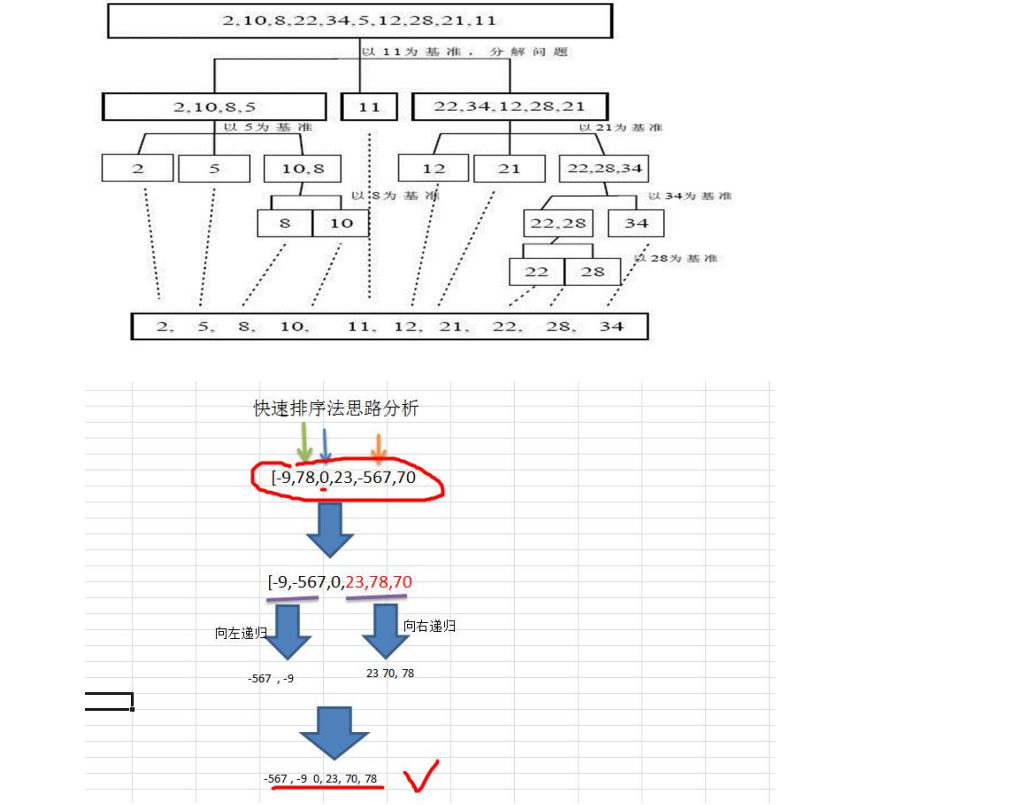 2,10,8,22,34,5,12,28,21,11
以11为基准，分解问题
2,10,8,5
11
22,34,12,28,21
以5为基准
以21为基准
2
5
10,8
12
21
22,28,34
以8为基准
以34为基准
8
10
22,28
34
以28为基准
22
28
2, 5, 8, 10, 11, 12, 21, 22, 28, 34
快速排序法思路分析
[-9,78,0,23,-567,70
[-9,-567,0,23,78,70
向左递归
向右递归
-567 , -9
23 70, 78
-567 , -9 0, 23, 70, 78